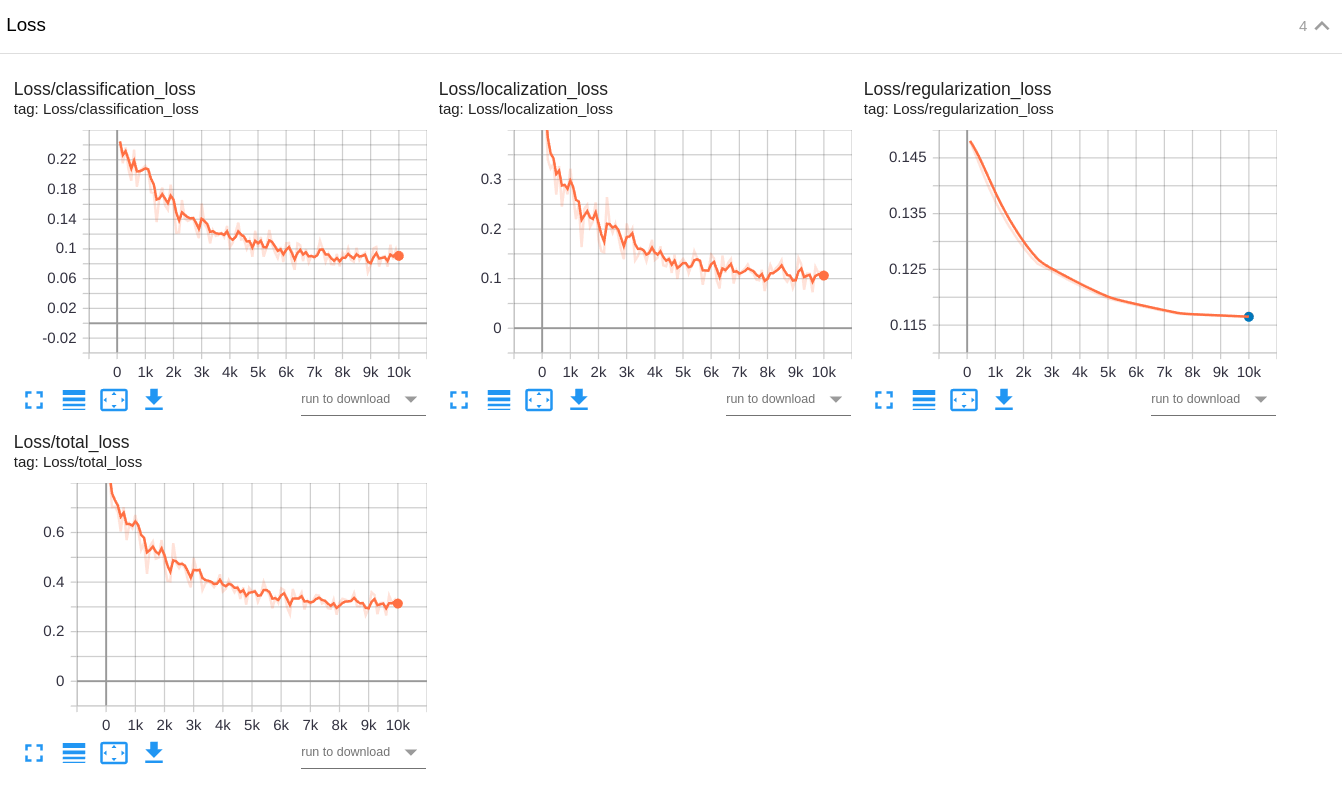 Loss
4
Loss/classification_loss
tag: Loss/classification_loss
0.22
0.18
0.14
0.1
0.06
0.02
-0.02
0 1k 2k 3k 4k 5k 6k 7k 8k 9k 10k
run to download
Loss/localization_loss
tag: Loss/localization_loss
0.3
0.2
0.1
0
0 1k 2k 3k 4k 5k 6k 7k 8k 9k 10k
run to download
Loss/regularization_loss
tag: Loss/regularization_loss
0.145
0.135
0.125
0.115
0 1k 2k 3k 4k 5k 6k 7k 8k 9k 10k
run to download
Loss/total_loss
tag: Loss/total_loss
0.6
0.4
0.2
0
0 1k 2k 3k 4k 5k 6k 7k 8k 9k 10k
run to download